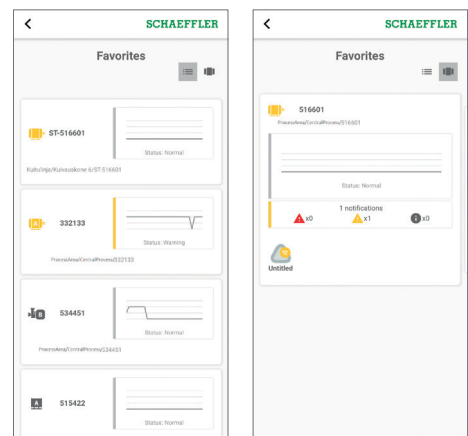 SCHAEFFLER
Favorites
ST-516601
Status: Normal
Kuitulinja/Kuivauskone 6/ST-516601
A
332133
Status: Warning
ProcessArea/CentralProcess/332133
B
534451
Status: Normal
ProcessArea/CentralProcess/534451
A
515422
Status: Normal
SCHAEFFLER
Favorites
516601
ProcessArea/CentralProcess/516601
Status: Normal
1 notifications
x0
x1
x0
Untitled